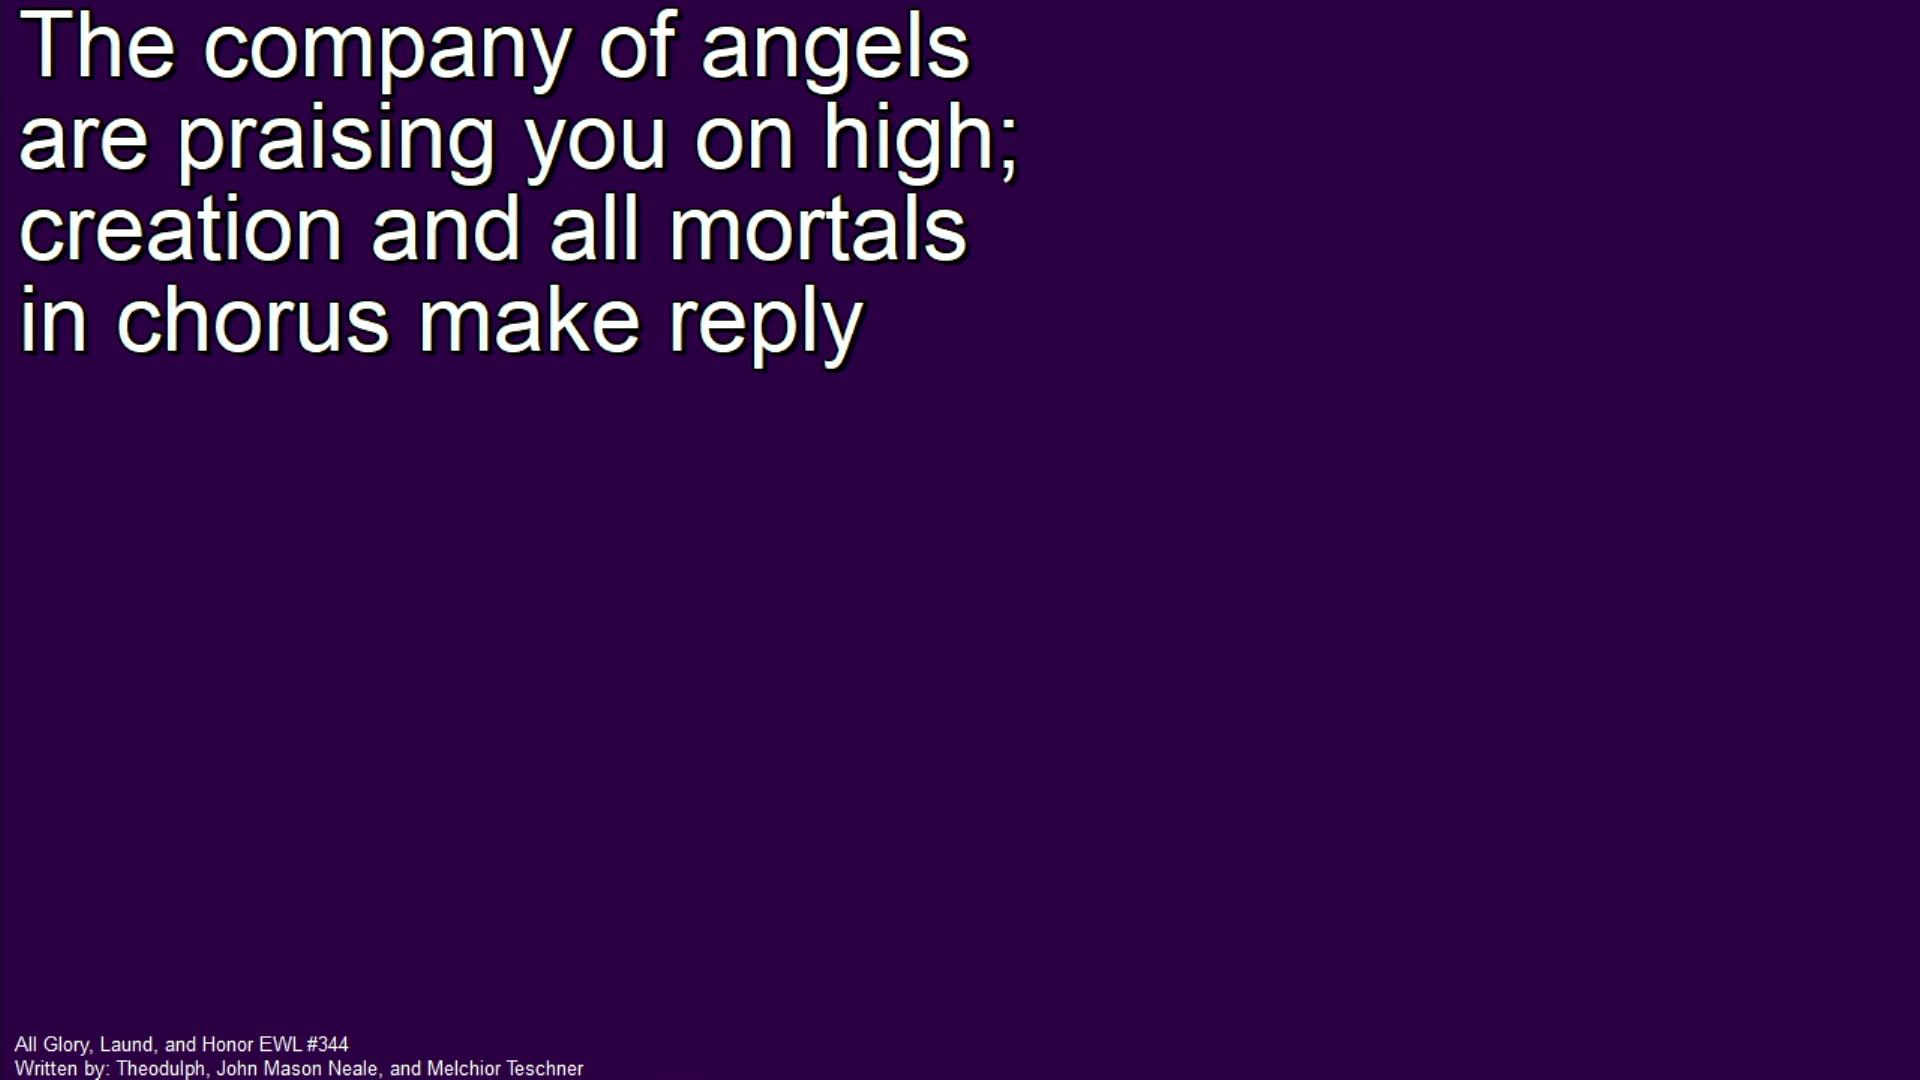 The company of angels
are praising you on high;
creation and all mortals
in chorus make reply
All Glory, Laund, and Honor EWL #344
Written by: Theodulph, John Mason Neale, and Melchior Teschner